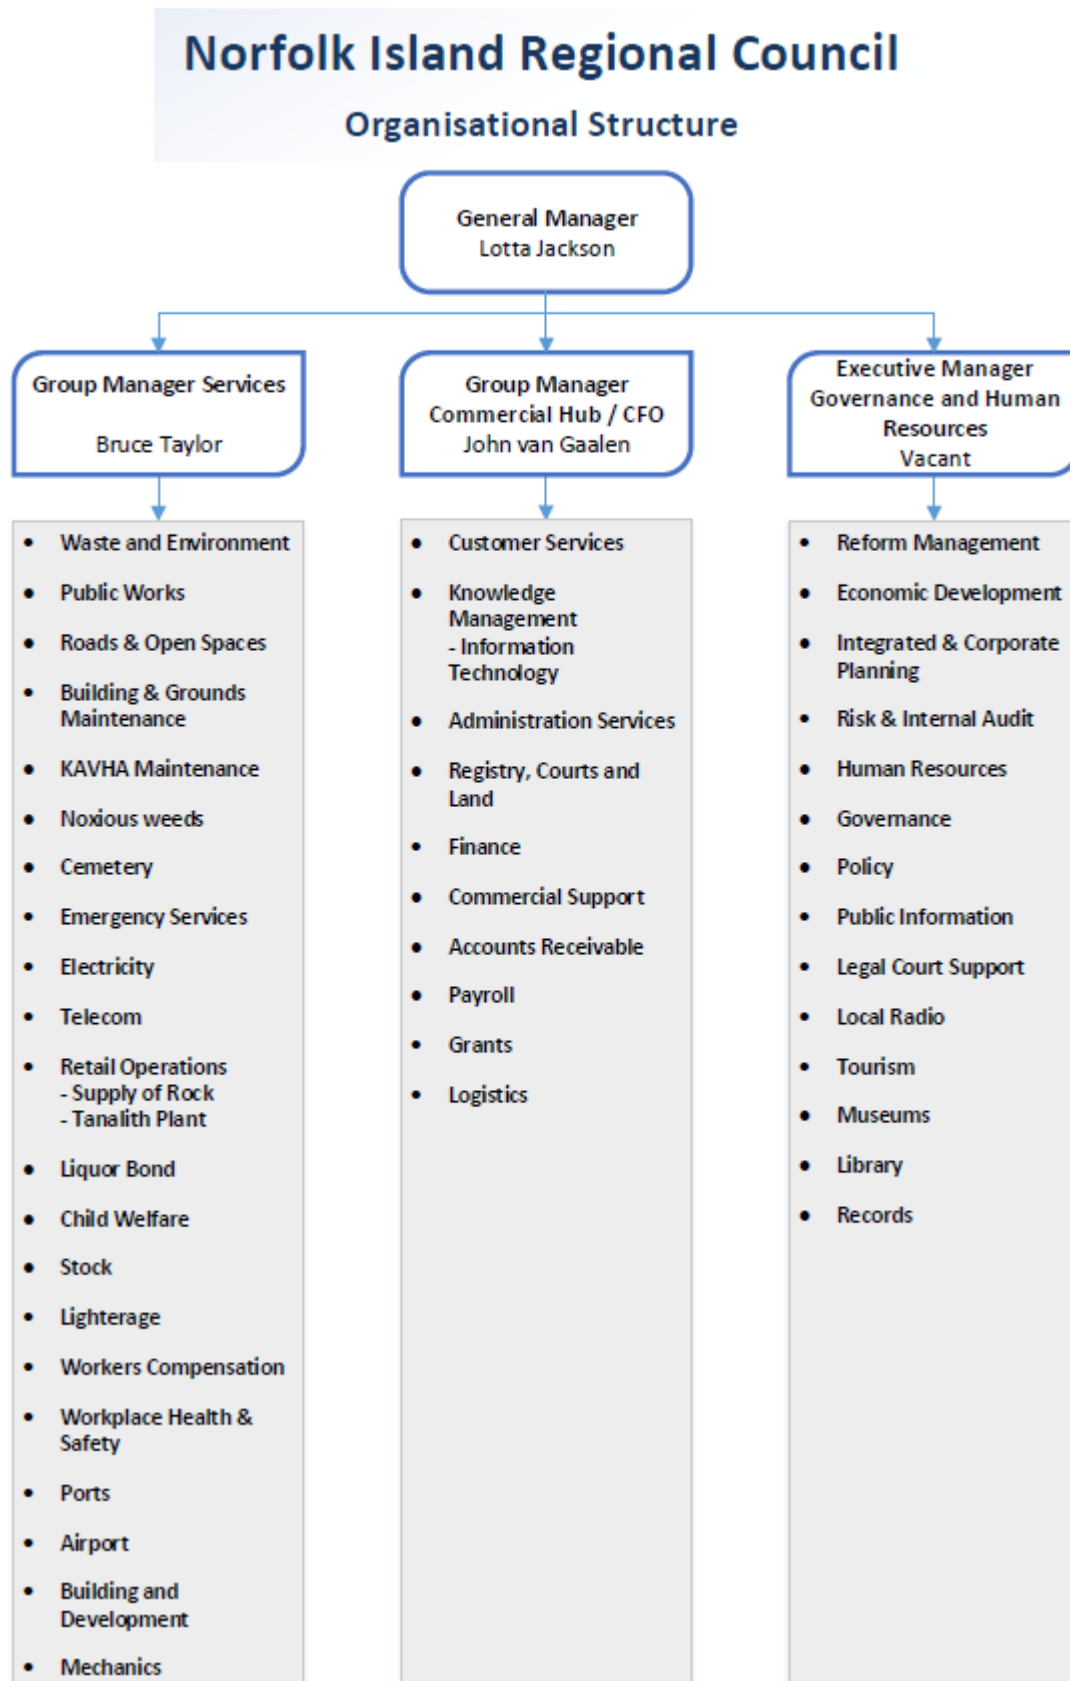 Norfolk Island Regional Council
Organisational Structure
General Manager
Lotta Jackson
Group Manager Services
Bruce Taylor
Group Manager
Commercial Hub / CFO
John van Gaalen
Executive Manager
Governance and Human
Resources
Vacant
• Waste and Environment
• Public Works
• Roads & Open Spaces
• Building & Grounds
Maintenance
• KAVHA Maintenance
• Noxious weeds
• Cemetery
• Emergency Services
• Electricity
• Telecom
• Retail Operations
- Supply of Rock
- Tanalith Plant
• Liquor Bond
• Child Welfare
• Stock
• Lighterage
• Workers Compensation
• Workplace Health &
Safety
• Ports
• Airport
• Building and
Development
• Mechanics
• Customer Services
• Knowledge
Management
- Information
Technology
• Administration Services
• Registry, Courts and
Land
• Finance
• Commercial Support
• Accounts Receivable
• Payroll
• Grants
• Logistics
• Reform Management
• Economic Development
• Integrated & Corporate
Planning
• Risk & Internal Audit
• Human Resources
• Governance
• Policy
• Public Information
• Legal Court Support
• Local Radio
• Tourism
• Museums
• Library
• Records